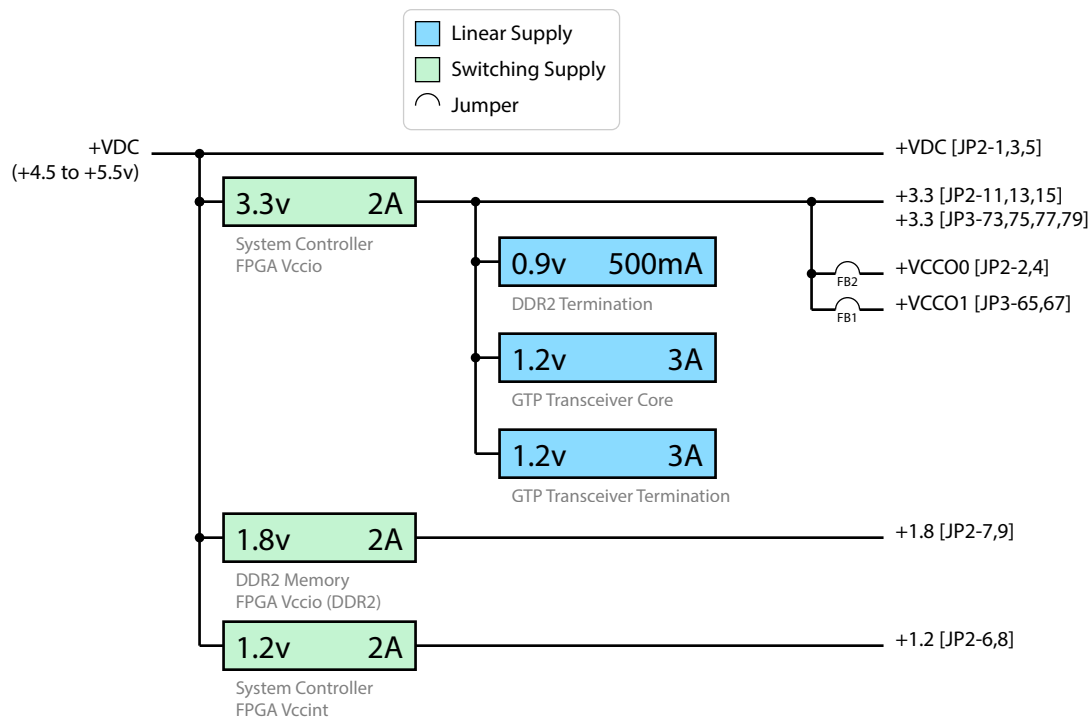 Linear Supply
Switching Supply
Jumper
+VDC
(+4.5 to +5.5v)
+VDC [JP2-1,3,5]
3.3v 2A
System Controller
FPGA Vccio
+3.3 [JP2-11,13,15]
+3.3 [JP3-73,75,77,79]
0.9v 500mA
DDR2 Termination
FB2
+VCCO0 [JP2-2,4]
FB1
+VCCO1 [JP3-65,67]
1.2v 3A
GTP Transceiver Core
1.2v 3A
GTP Transceiver Termination
1.8v 2A
DDR2 Memory
FPGA Vccio (DDR2)
+1.8 [JP2-7,9]
1.2v 2A
System Controller
FPGA Vccint
+1.2 [JP2-6,8]